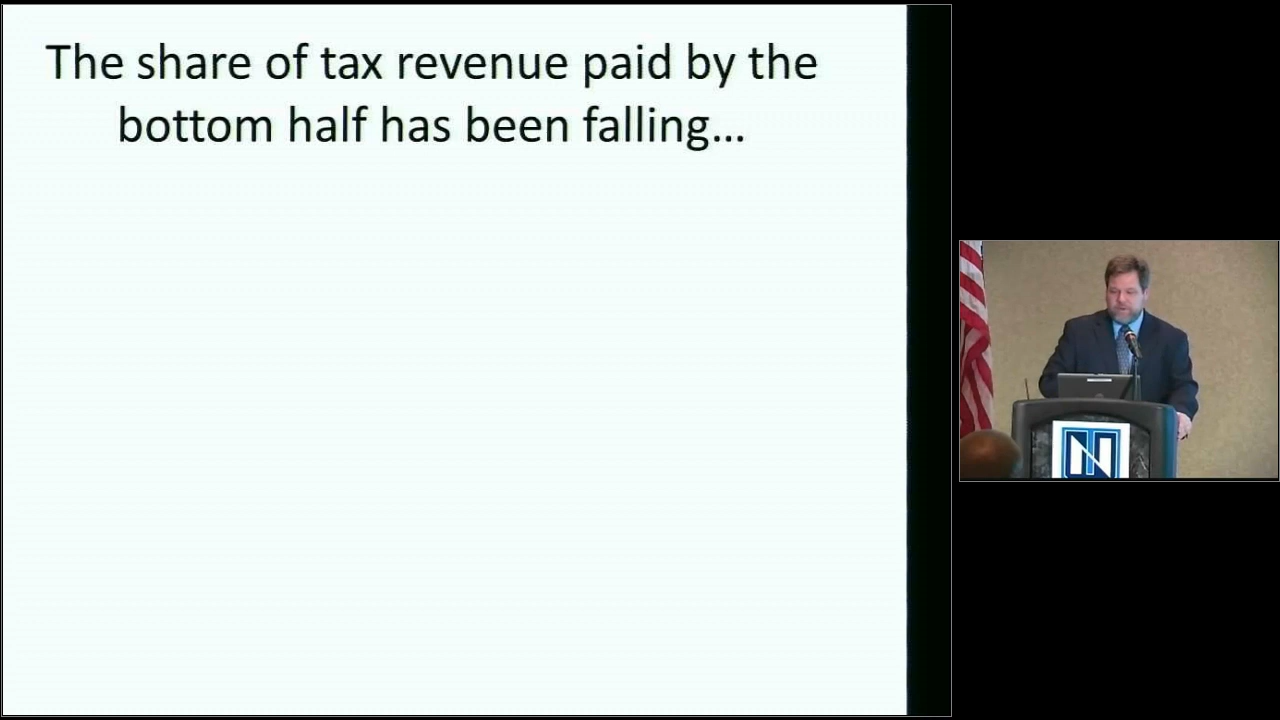 The share of tax revenue paid by the
bottom half has been falling...